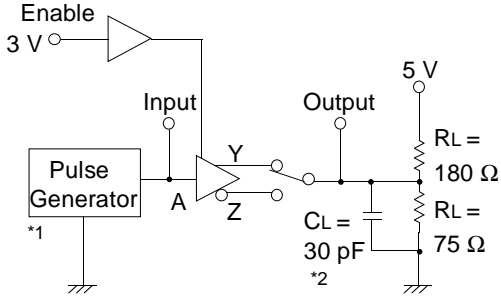 Enable
3 V
5 V
Input
Output
Pulse
Generator
*1
A
Y
Z
CL =
30 pF
*2
RL =
180 Ω
RL =
75 Ω